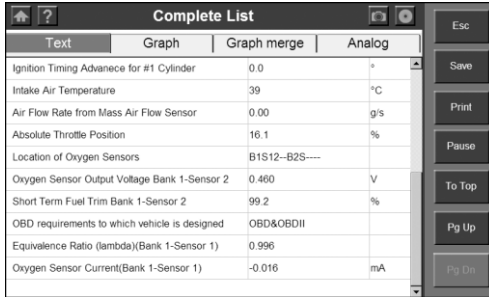 ?
Complete List
Esc
Text Graph Graph merge Analog
Save
Ignition Timing Advanece for #1 Cylinder 0.0 °
Intake Air Temperature 39 °C
Air Flow Rate from Mass Air Flow Sensor 0.00 g/s
Print
Absolute Throttle Position 16.1 %
Pause
Location of Oxygen Sensors B1S12--B2S----
Oxygen Sensor Output Voltage Bank 1-Sensor 2 0.460 V
To Top
Short Term Fuel Trim Bank 1-Sensor 2 99.2 %
OBD requirements to which vehicle is designed OBD&OBDII
Pg Up
Equivalence Ratio (lambda)(Bank 1-Sensor 1) 0.996
Oxygen Sensor Current(Bank 1-Sensor 1) -0.016 mA
Pg Dn